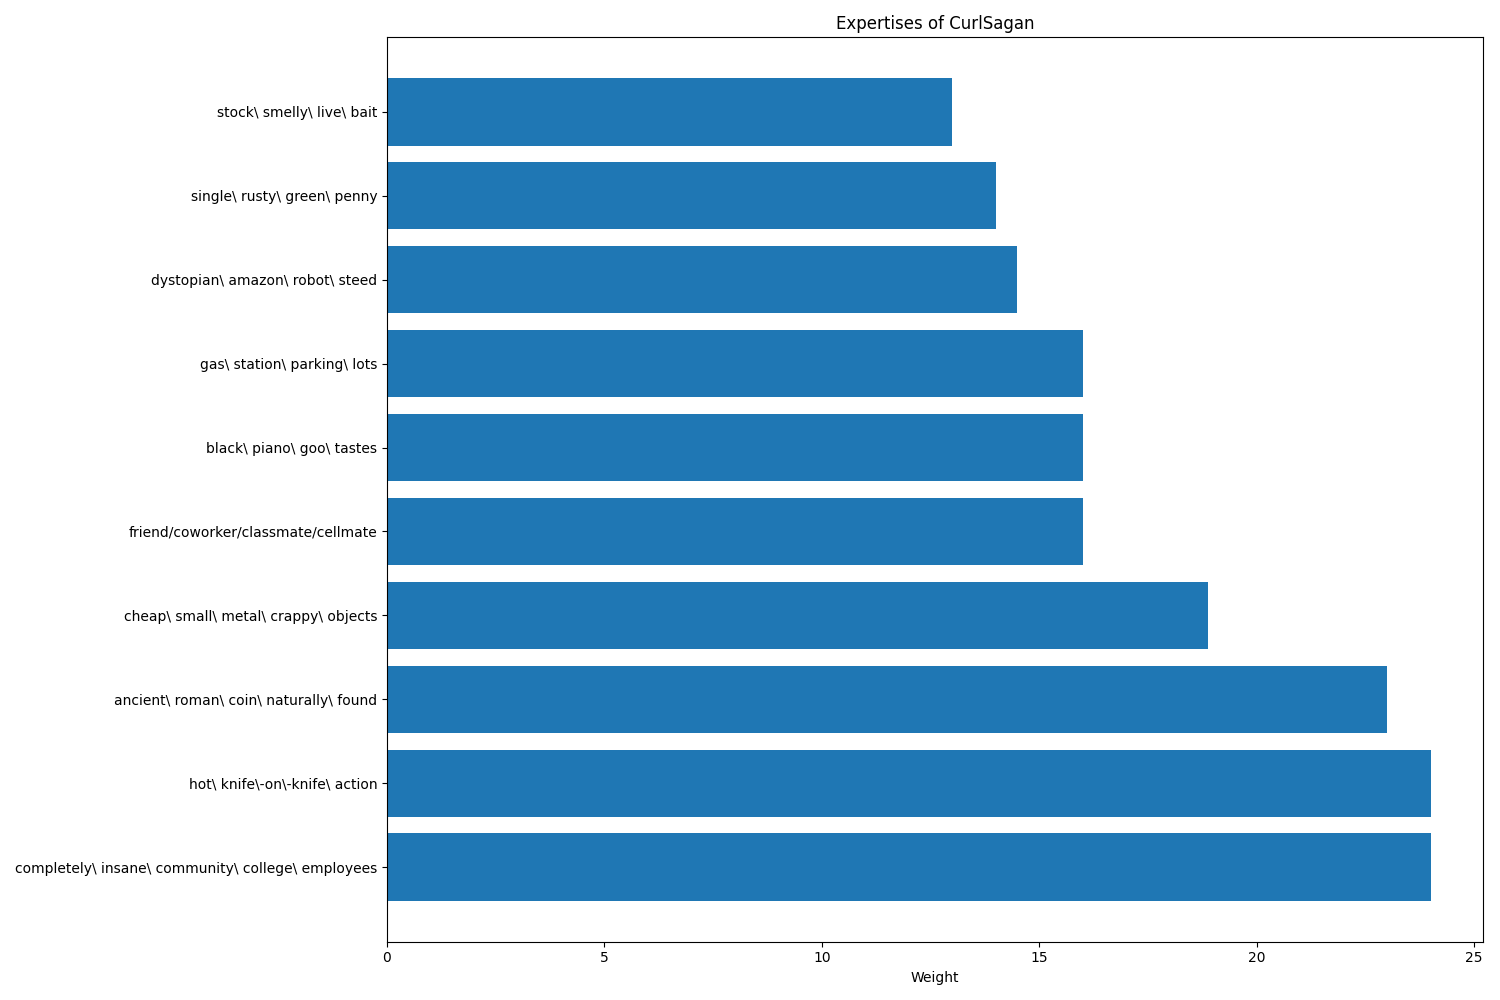 Expertises of CurlSagan
stock\ smelly\ live\ bait
single\ rusty\ green\ penny
dystopian\ amazon\ robot\ steed
gas\ station\ parking\ lots
black\ piano\ goo\ tastes
friend/coworker/classmate/cellmate
cheap\ small\ metal\ crappy\ objects
ancient\ roman\ coin\ naturally\ found
hot\ knife\-on\-knife\ action
completely\ insane\ community\ college\ employees
0 5 10 15 20 25
Weight